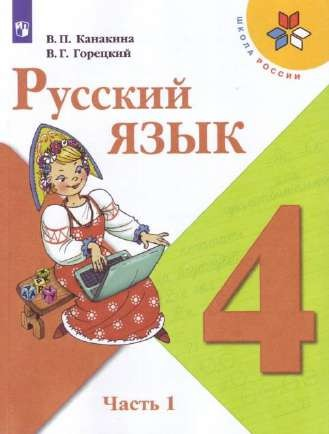 В. П. Канакина
В. Г. Горецкий
ШКОЛА РОССИИ
Русский
язык
4
Часть 1